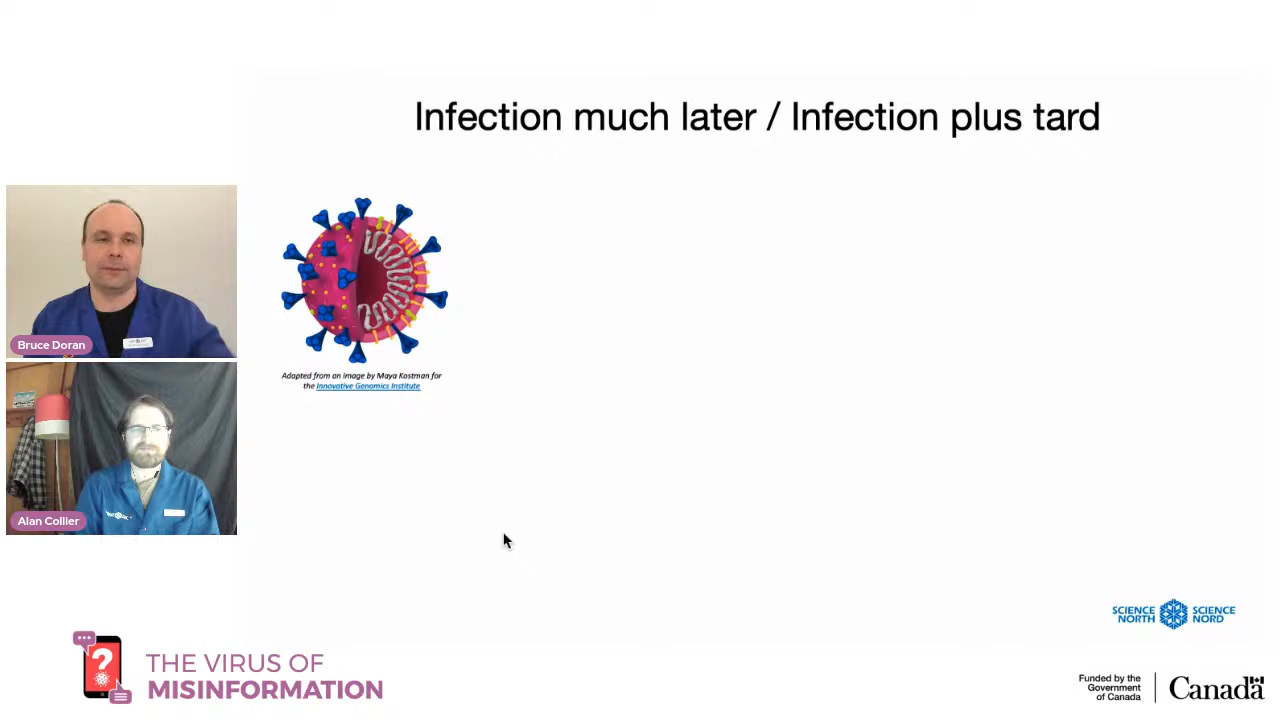 Infection much later / Infection plus tard
Bruce Doran
Adapted from an image by Maya Kostman for
the Innovative Genomics Institute
Alan Collier
SCIENCE NORTH
SCIENCE NORD
THE VIRUS OF
MISINFORMATION
Funded by the
Government
of Canada
Canada